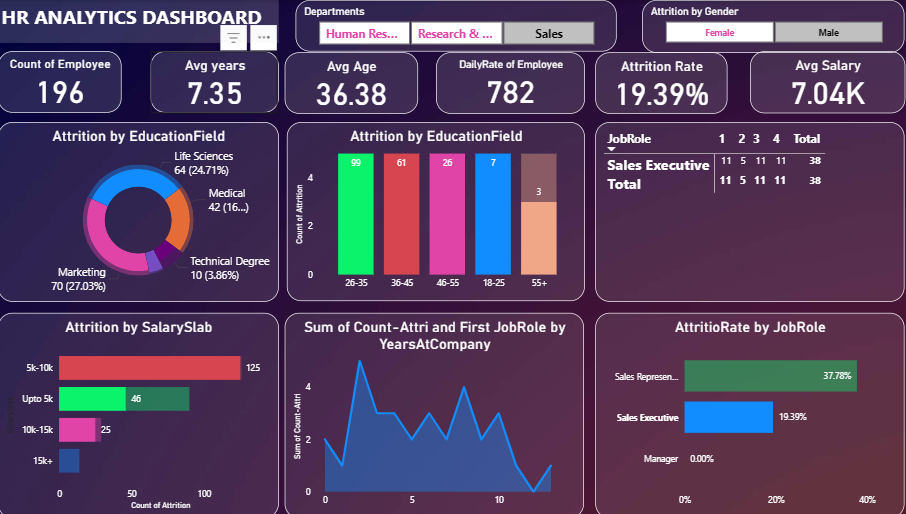 HR ANALYTICS DASHBOARD
Departments
Human Res...
Research & ...
Sales
Attrition by Gender
Female
Male
Count of Employee
196
Avg years
7.35
Avg Age
36.38
DailyRate of Employee
782
Attrition Rate
19.39%
Avg Salary
7.04K
Attrition by EducationField
Life Sciences
64 (24.71%)
Medical
42 (16...)
Technical Degree
10 (3.86%)
Marketing
70 (27.03%)
Attrition by EducationField
Count of Attrition
4
2
0
99
61
26
7
3
26-35
36-45
46-55
18-25
55+
JobRole 1 2 3 4 Total
Sales Executive 11 5 11 11 38
Total 11 5 11 11 38
Attrition by SalarySlab
5k-10k 125
Upto 5k 46
10k-15k 25
15k+
0 50 100
Count of Attrition
Sum of Count-Attri and First JobRole by
YearsAtCompany
Sum of Count-Attri
4
2
0
0 5 10
AttritioRate by JobRole
Sales Represen... 37.78%
Sales Executive 19.39%
Manager 0.00%
0% 20% 40%